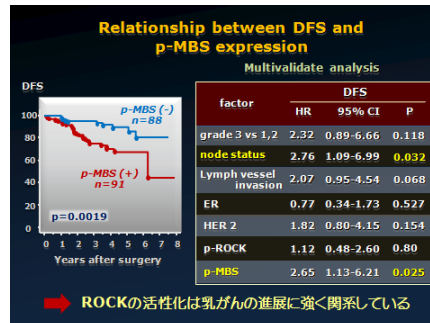 Relationship between DFS and
p-MBS expression
Multivalidate analysis
DFS
100
80
60
40
20
0
p-MBS (-)
n=88
p-MBS (+)
n=91
p=0.0019
0 1 2 3 4 5 6 7 8
Years after surgery
factor DFS
HR 95% CI P
grade 3 vs 1,2 2.32 0.89-6.66 0.118
node status 2.76 1.09-6.99 0.032
Lymph vessel
invasion 2.07 0.95-4.54 0.068
ER 0.77 0.34-1.73 0.527
HER 2 1.82 0.80-4.15 0.154
p-ROCK 1.12 0.48-2.60 0.80
p-MBS 2.65 1.13-6.21 0.025
ROCKの活性化は乳がんの進展に強く関係している